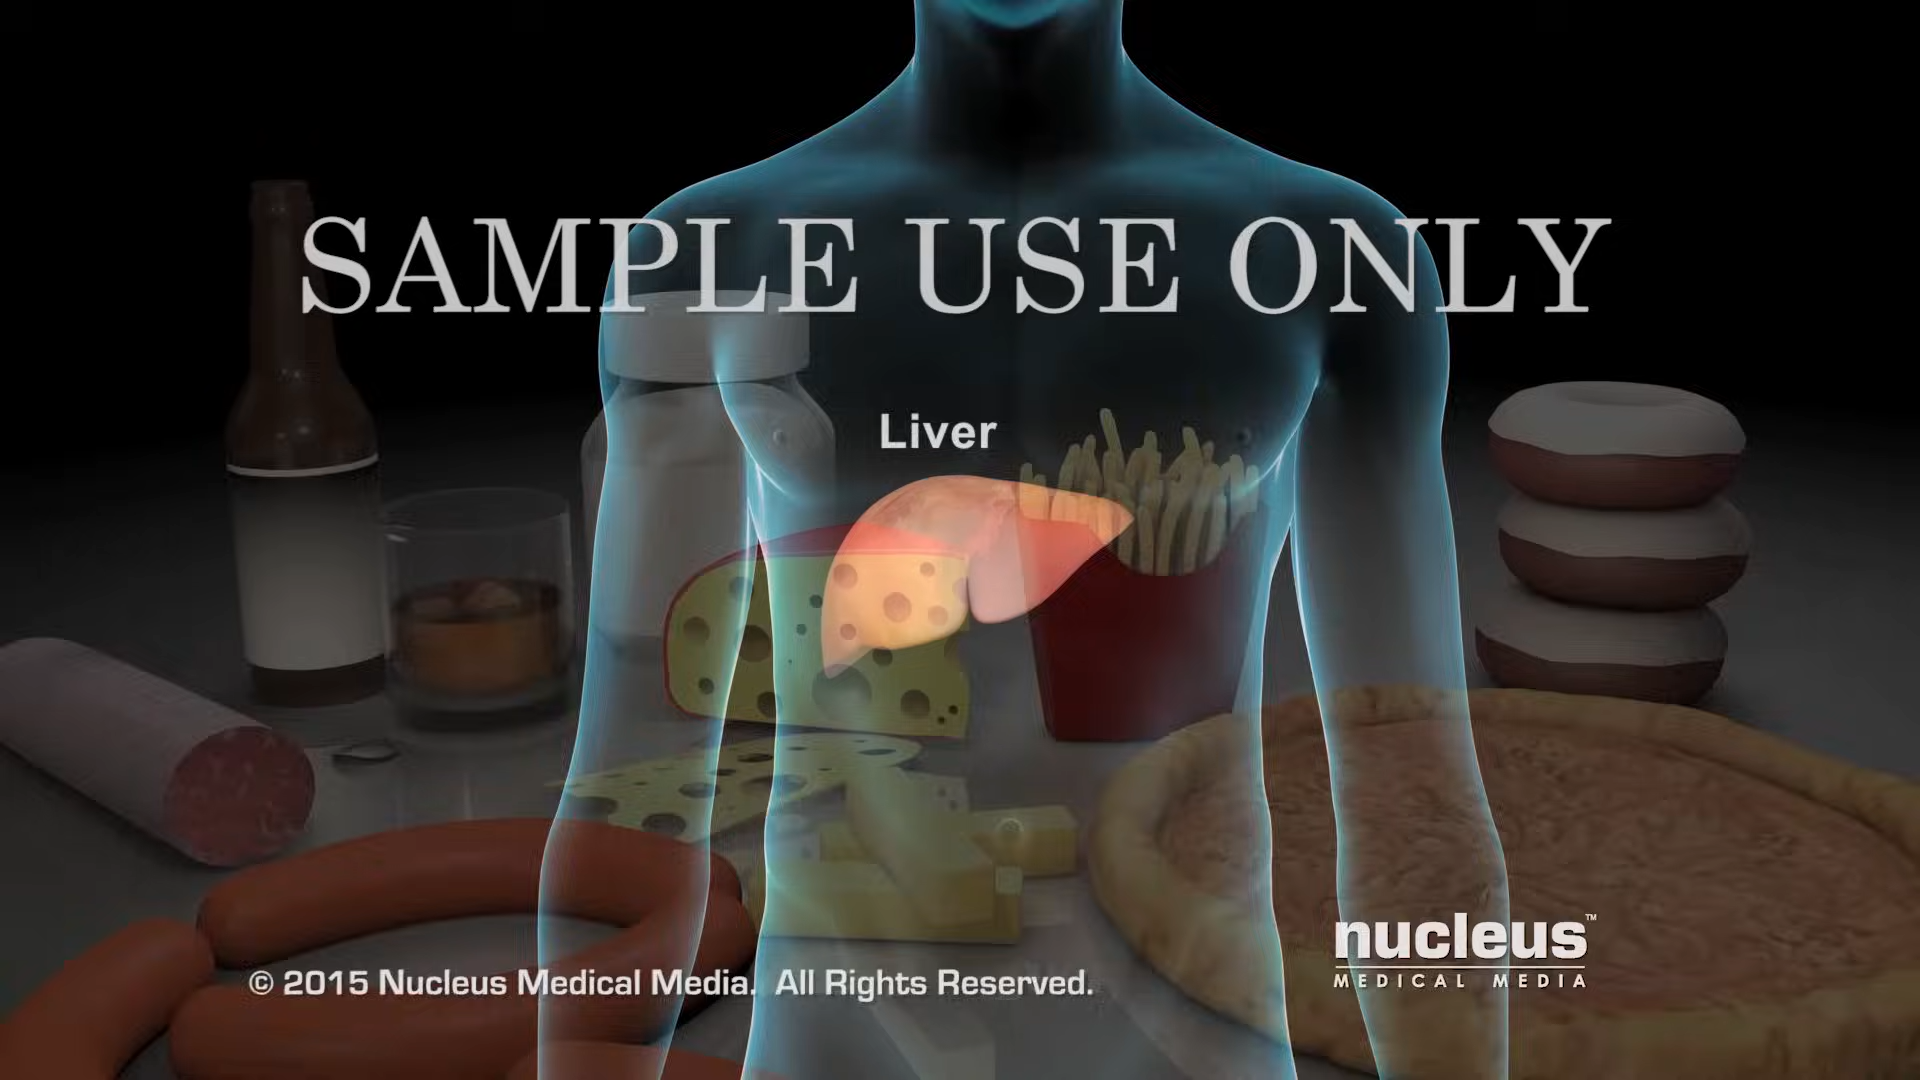 SAMPLE USE ONLY
Liver
nucleus™
MEDICAL MEDIA
© 2015 Nucleus Medical Media. All Rights Reserved.